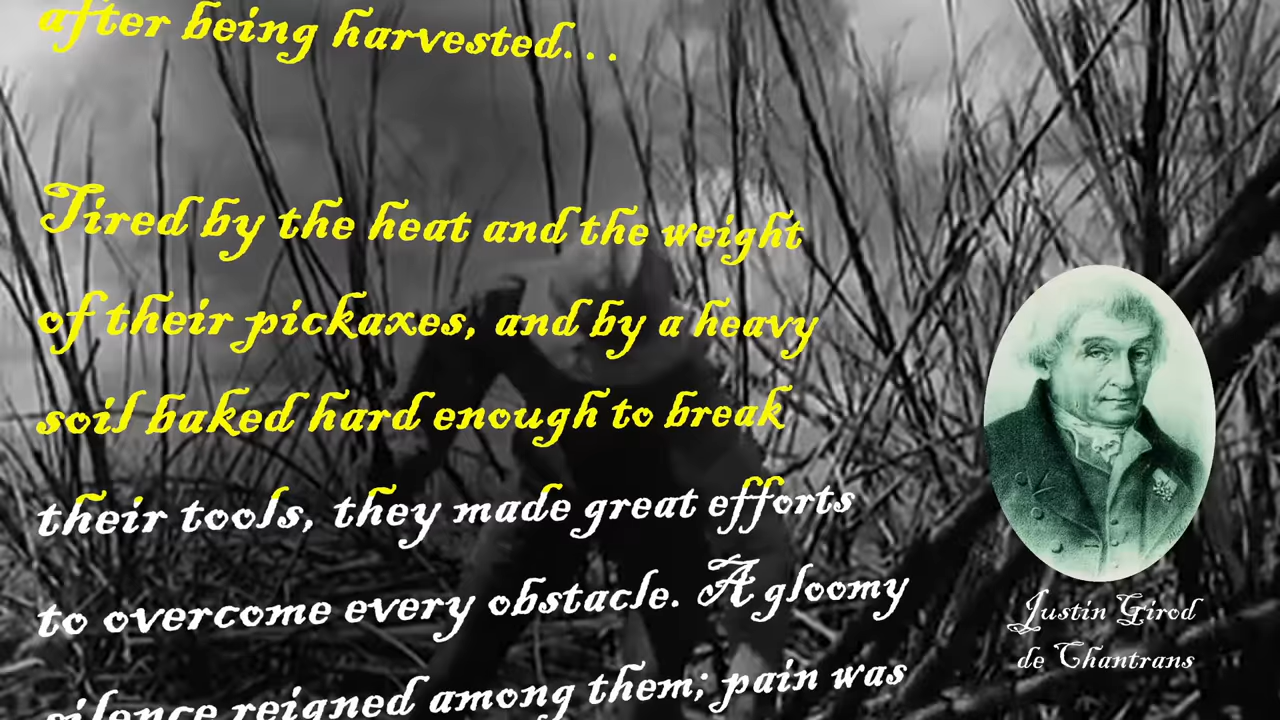 after being harvested...
Tired by the heat and the weight
of their pickaxes, and by a heavy
soil baked hard enough to break
their tools, they made great efforts
to overcome every obstacle. A gloomy
silence reigned among them; pain was
Justin Girod
de Chantrans